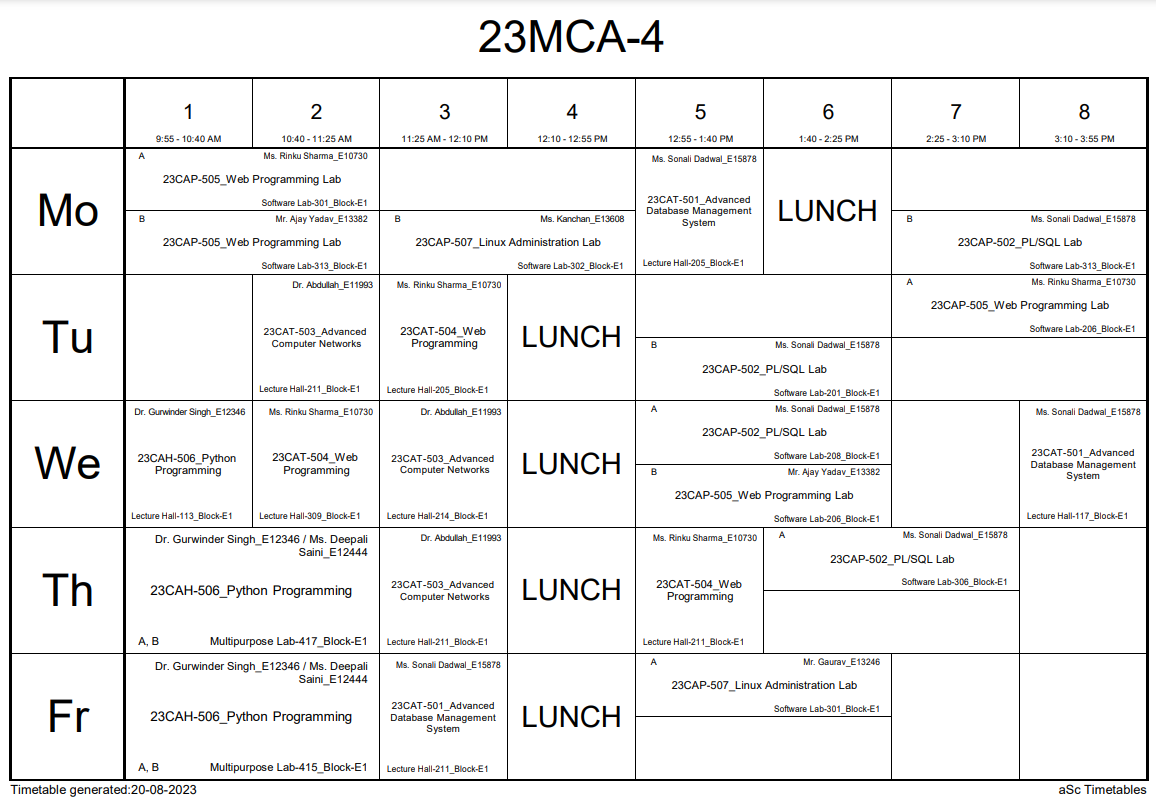 23MCA-4
1
2
3
4
5
6
7
8
9:55 - 10:40 AM
10:40 - 11:25 AM
11:25 AM - 12:10 PM
12:10 - 12:55 PM
12:55 - 1:40 PM
1:40 - 2:25 PM
2:25 - 3:10 PM
3:10 - 3:55 PM
Mo
A
Ms. Rinku Sharma_E10730
23CAP-505_Web Programming Lab
Software Lab-301_Block-E1
B
Mr. Ajay Yadav_E13382
23CAP-505_Web Programming Lab
Software Lab-313_Block-E1
B
Ms. Kanchan_E13608
23CAP-507_Linux Administration Lab
Software Lab-302_Block-E1
Ms. Sonali Dadwal_E15878
23CAT-501_Advanced
Database Management
System
Lecture Hall-205_Block-E1
LUNCH
B
Ms. Sonali Dadwal_E15878
23CAP-502_PL/SQL Lab
Software Lab-313_Block-E1
Tu
Dr. Abdullah_E11993
23CAT-503_Advanced
Computer Networks
Lecture Hall-211_Block-E1
Ms. Rinku Sharma_E10730
23CAT-504_Web
Programming
Lecture Hall-205_Block-E1
LUNCH
B
Ms. Sonali Dadwal_E15878
23CAP-502_PL/SQL Lab
Software Lab-201_Block-E1
A
Ms. Rinku Sharma_E10730
23CAP-505_Web Programming Lab
Software Lab-206_Block-E1
We
Dr. Gurwinder Singh_E12346
23CAH-506_Python
Programming
Lecture Hall-113_Block-E1
Ms. Rinku Sharma_E10730
23CAT-504_Web
Programming
Lecture Hall-309_Block-E1
Dr. Abdullah_E11993
23CAT-503_Advanced
Computer Networks
Lecture Hall-214_Block-E1
LUNCH
A
Ms. Sonali Dadwal_E15878
23CAP-502_PL/SQL Lab
Software Lab-208_Block-E1
B
Mr. Ajay Yadav_E13382
23CAP-505_Web Programming Lab
Software Lab-206_Block-E1
Ms. Sonali Dadwal_E15878
23CAT-501_Advanced
Database Management
System
Lecture Hall-117_Block-E1
Th
Dr. Gurwinder Singh_E12346 / Ms. Deepali
Saini_E12444
23CAH-506_Python Programming
A, B
Multipurpose Lab-417_Block-E1
Dr. Abdullah_E11993
23CAT-503_Advanced
Computer Networks
Lecture Hall-211_Block-E1
LUNCH
Ms. Rinku Sharma_E10730
23CAT-504_Web
Programming
Lecture Hall-211_Block-E1
A
Ms. Sonali Dadwal_E15878
23CAP-502_PL/SQL Lab
Software Lab-306_Block-E1
Fr
Dr. Gurwinder Singh_E12346 / Ms. Deepali
Saini_E12444
23CAH-506_Python Programming
A, B
Multipurpose Lab-415_Block-E1
Ms. Sonali Dadwal_E15878
23CAT-501_Advanced
Database Management
System
Lecture Hall-211_Block-E1
LUNCH
A
Mr. Gaurav_E13246
23CAP-507_Linux Administration Lab
Software Lab-301_Block-E1
Timetable generated:20-08-2023
aSc Timetables